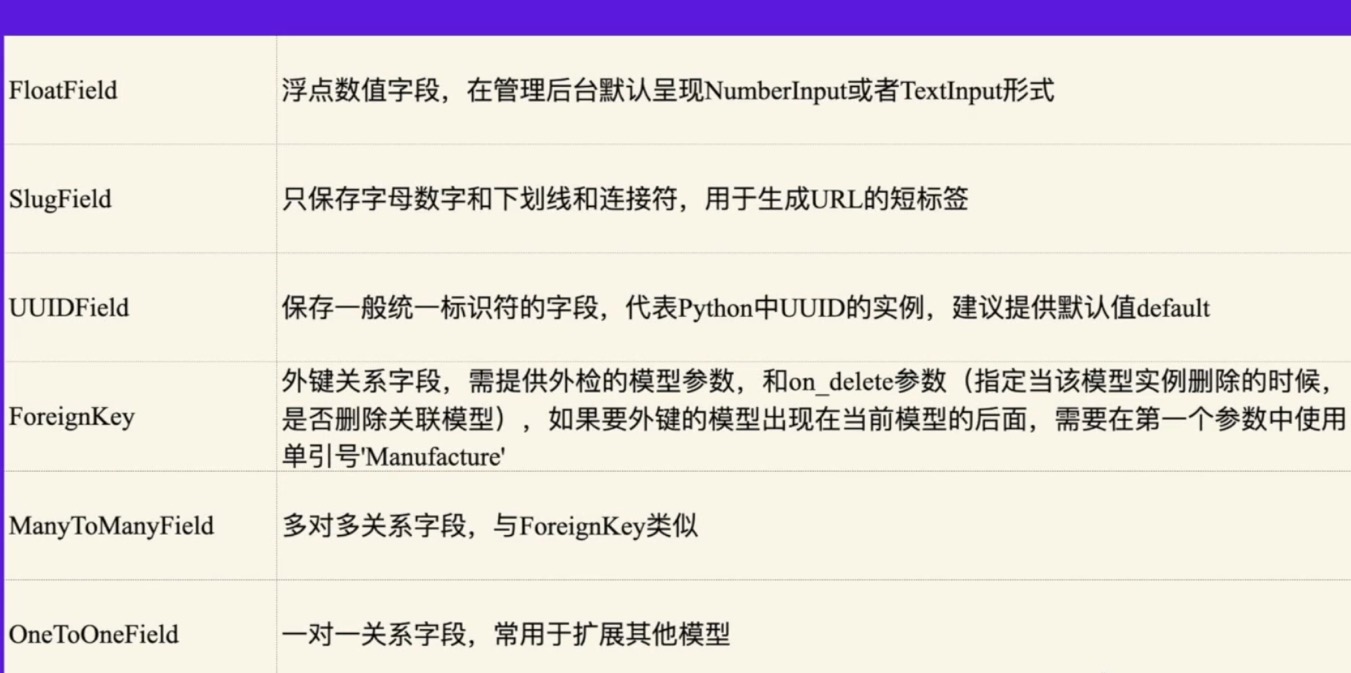 FloatField
浮点数值字段，在管理后台默认呈现NumberInput或者TextInput形式
SlugField
只保存字母数字和下划线和连接符，用于生成URL的短标签
UUIDField
保存一般统一标识符的字段，代表Python中UUID的实例，建议提供默认值default
ForeignKey
外键关系字段，需提供外检的模型参数，和on_delete参数（指定当该模型实例删除的时候，
是否删除关联模型），如果要外键的模型出现在当前模型的后面，需要在第一个参数中使用
单引号'Manufacture'
ManyToManyField
多对多关系字段，与ForeignKey类似
OneToOneField
一对一关系字段，常用于扩展其他模型